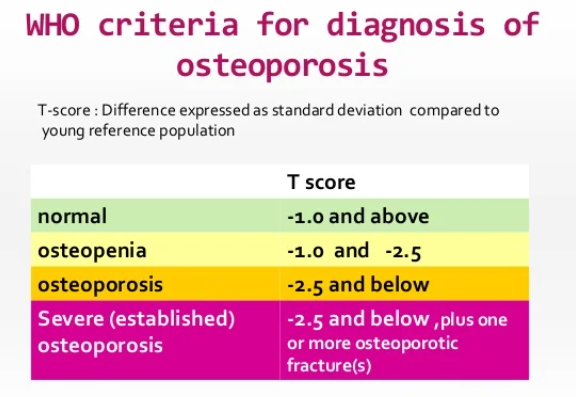 WHO criteria for diagnosis of
osteoporosis
T-score : Difference expressed as standard deviation compared to
young reference population
T score
normal -1.0 and above
osteopenia -1.0 and -2.5
osteoporosis -2.5 and below
Severe (established) -2.5 and below ,plus one
osteoporosis or more osteoporotic
fracture(s)